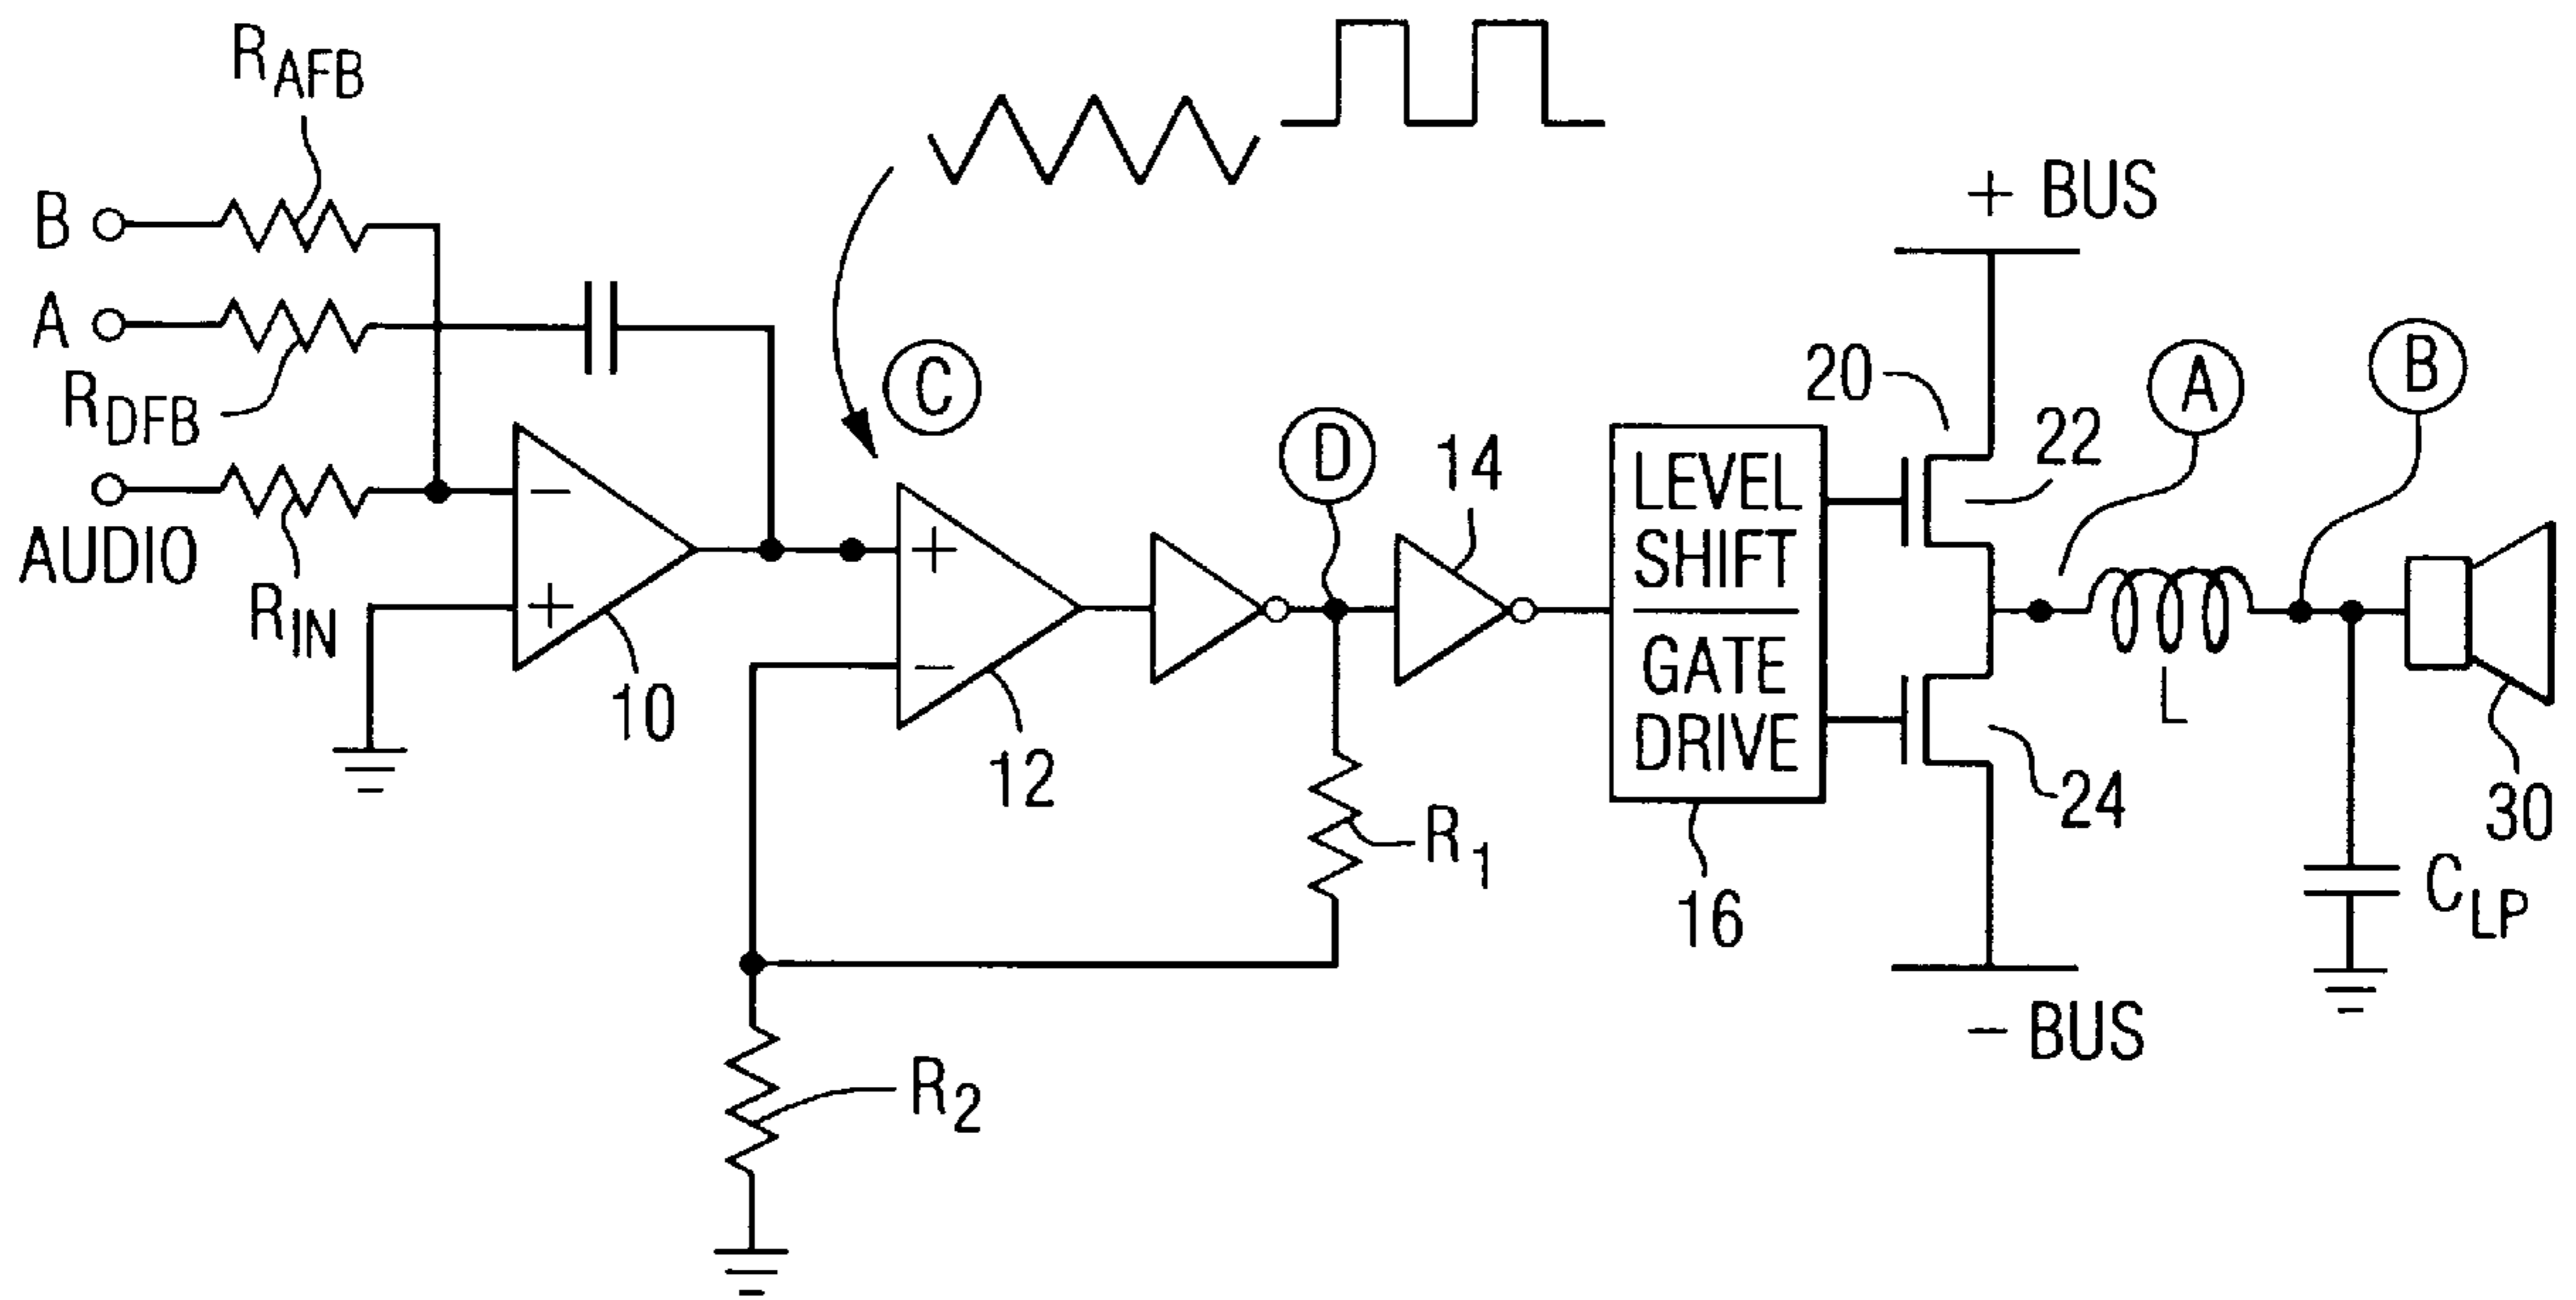 R_AFB
B
A
R_DFB
AUDIO
R_IN
−
+
10
C
+
−
12
D
14
R_1
R_2
LEVEL
SHIFT
GATE
DRIVE
16
+ BUS
20
22
A
B
24
L
30
C_LP
− BUS